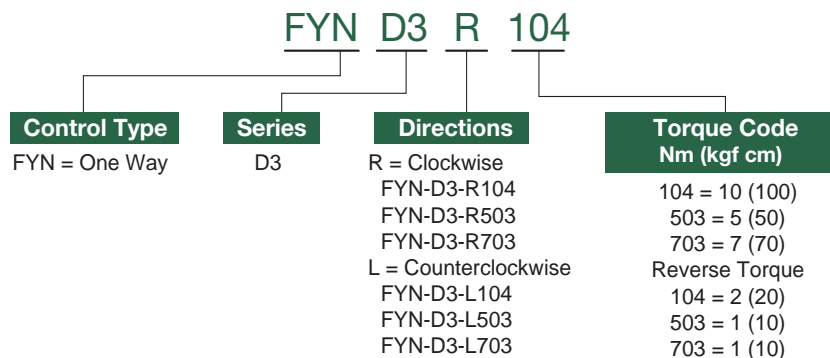 FYN D3 R 104
Control Type
FYN = One Way
Series
D3
Directions
R = Clockwise
FYN-D3-R104
FYN-D3-R503
FYN-D3-R703
L = Counterclockwise
FYN-D3-L104
FYN-D3-L503
FYN-D3-L703
Torque Code
Nm (kgf cm)
104 = 10 (100)
503 = 5 (50)
703 = 7 (70)
Reverse Torque
104 = 2 (20)
503 = 1 (10)
703 = 1 (10)